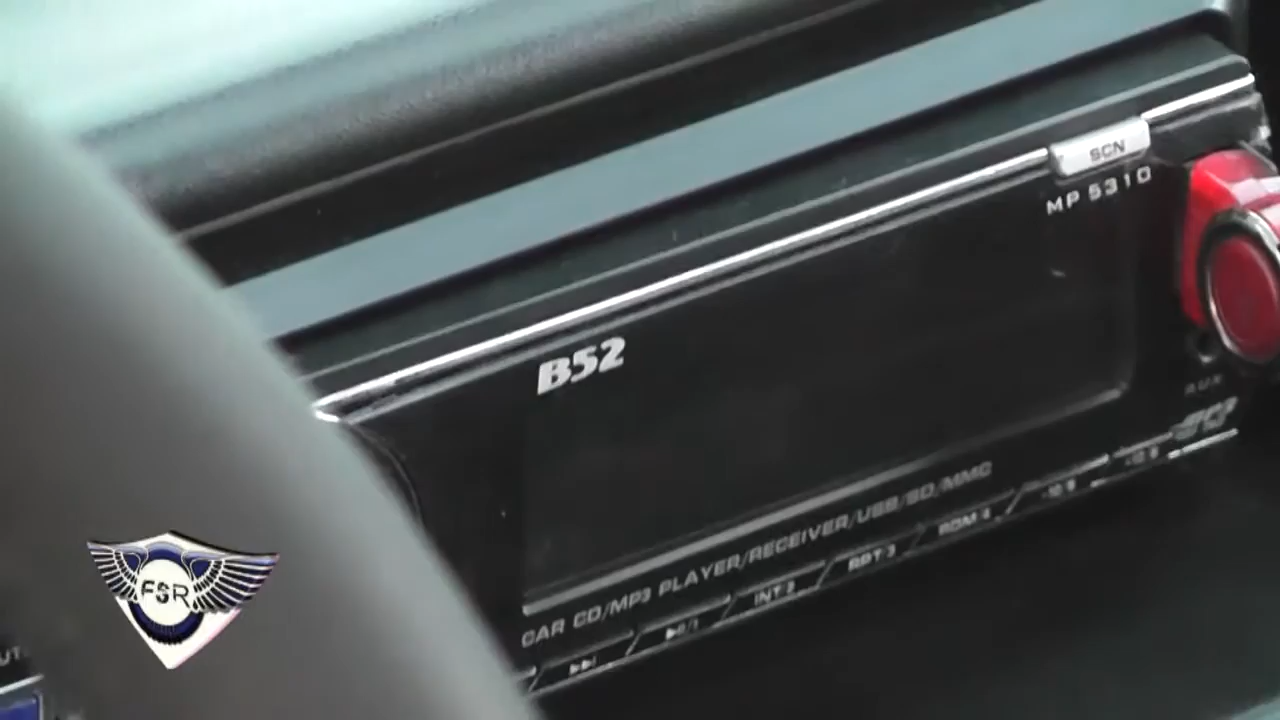 SCN
MP 5310
B52
AUX
CAR CD/MP3 PLAYER/RECEIVER/USB/SD/MMC
INT 2
RPT 3
RDM 4
FSR